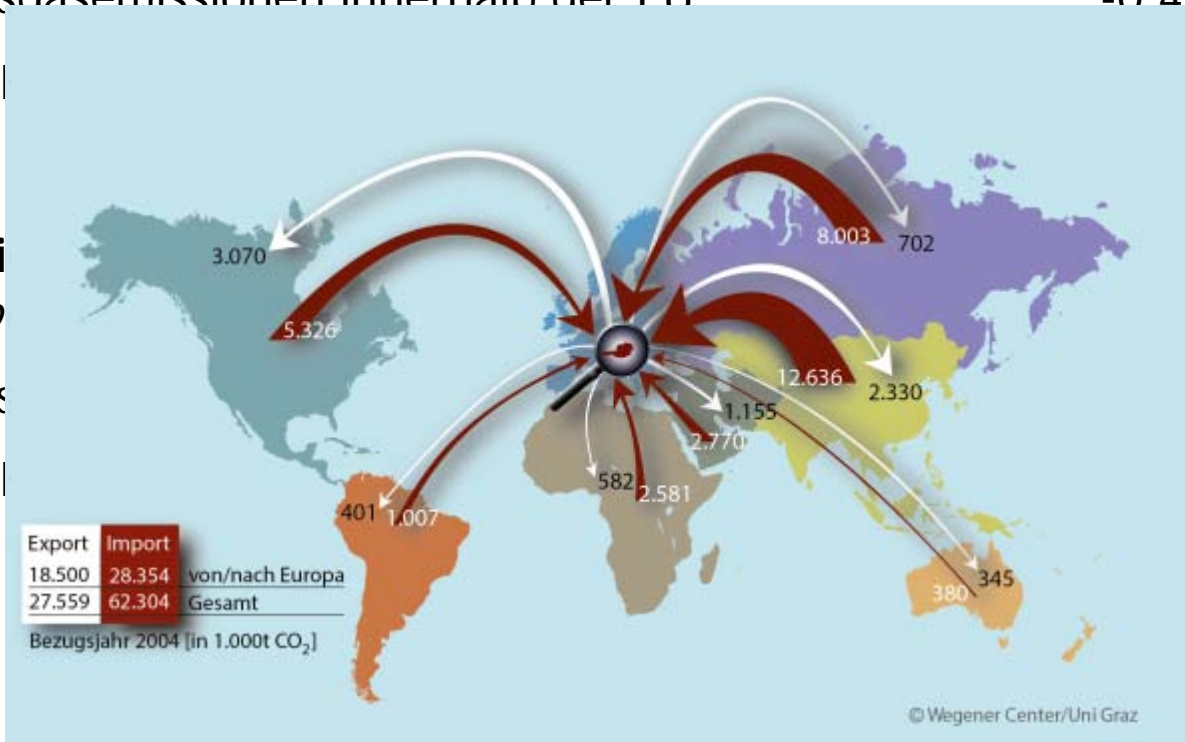 3.070
5.326
8.003
702
12.636
2.330
1.155
2.770
582
2.581
401
1.007
380
345
Export Import
18.500 28.354 von/nach Europa
27.559 62.304 Gesamt
Bezugsjahr 2004 [in 1.000t CO₂]
© Wegener Center/Uni Graz